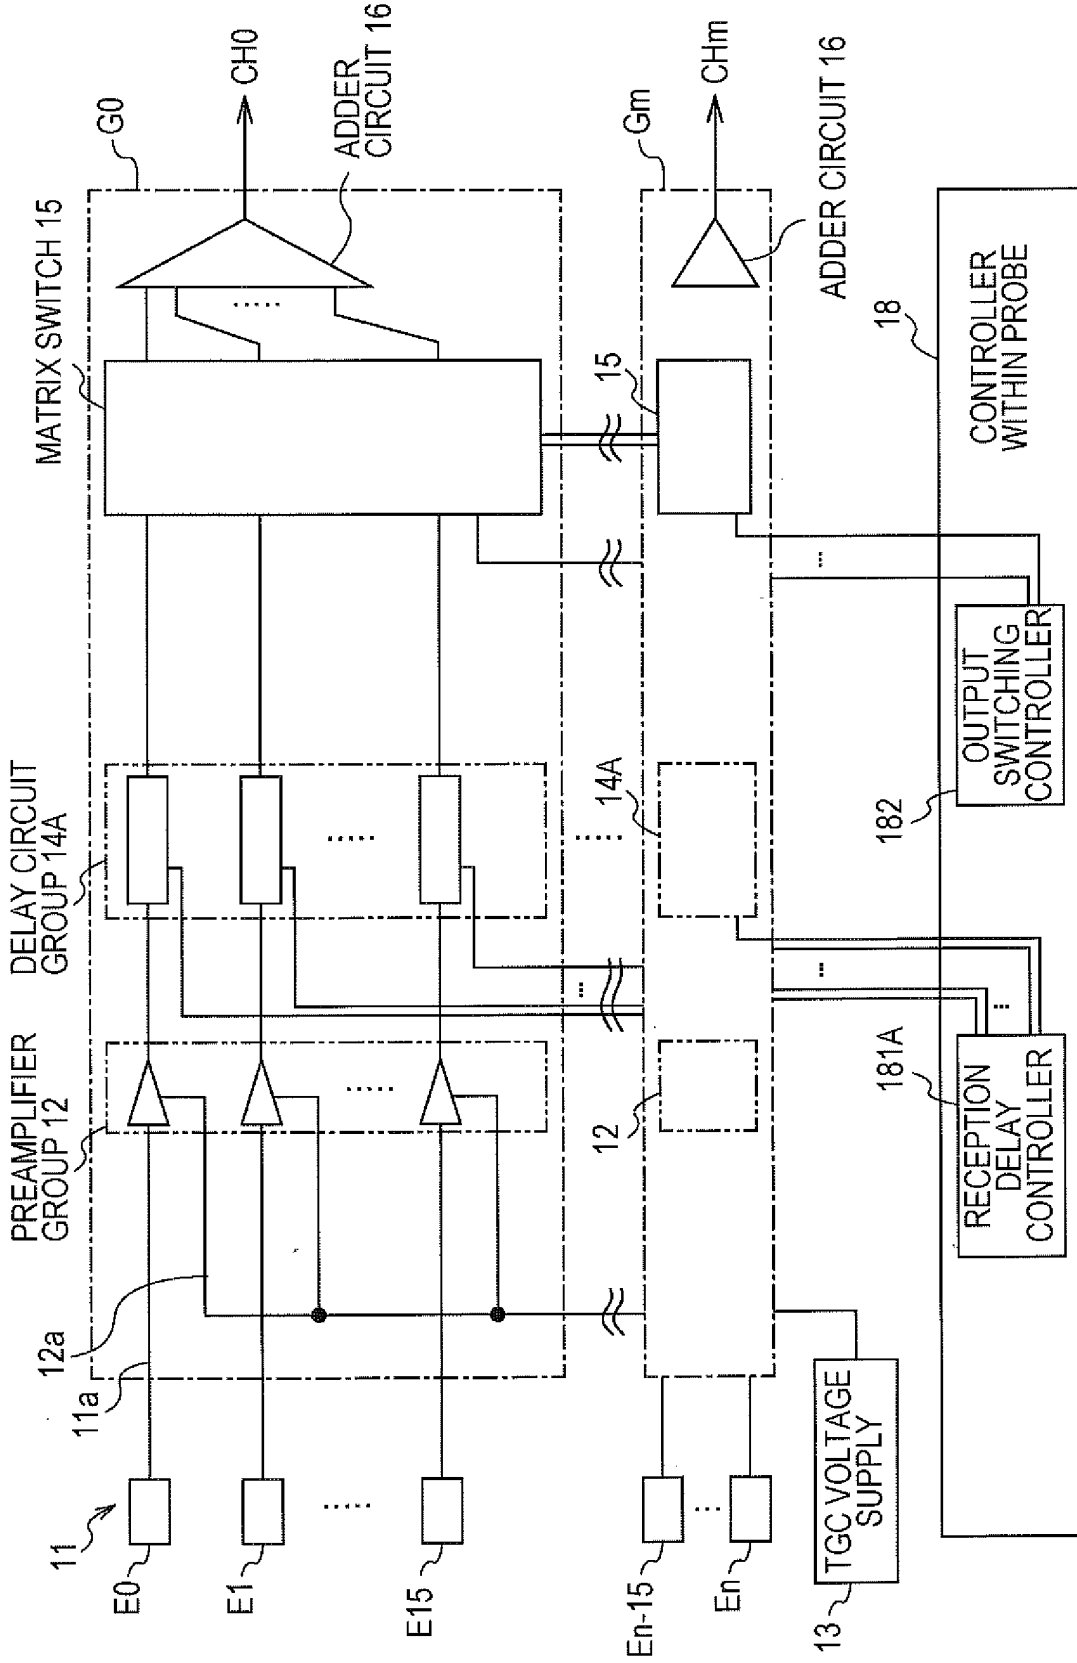 11
E0
E1
E15
En-15
En
13
TGC VOLTAGE
SUPPLY
11a
12a
PREAMPLIFIER
GROUP 12
12
DELAY CIRCUIT
GROUP 14A
14A
MATRIX SWITCH 15
15
G0
CH0
ADDER
CIRCUIT 16
Gm
CHm
ADDER CIRCUIT 16
181A
RECEPTION
DELAY
CONTROLLER
182
OUTPUT
SWITCHING
CONTROLLER
18
CONTROLLER
WITHIN PROBE